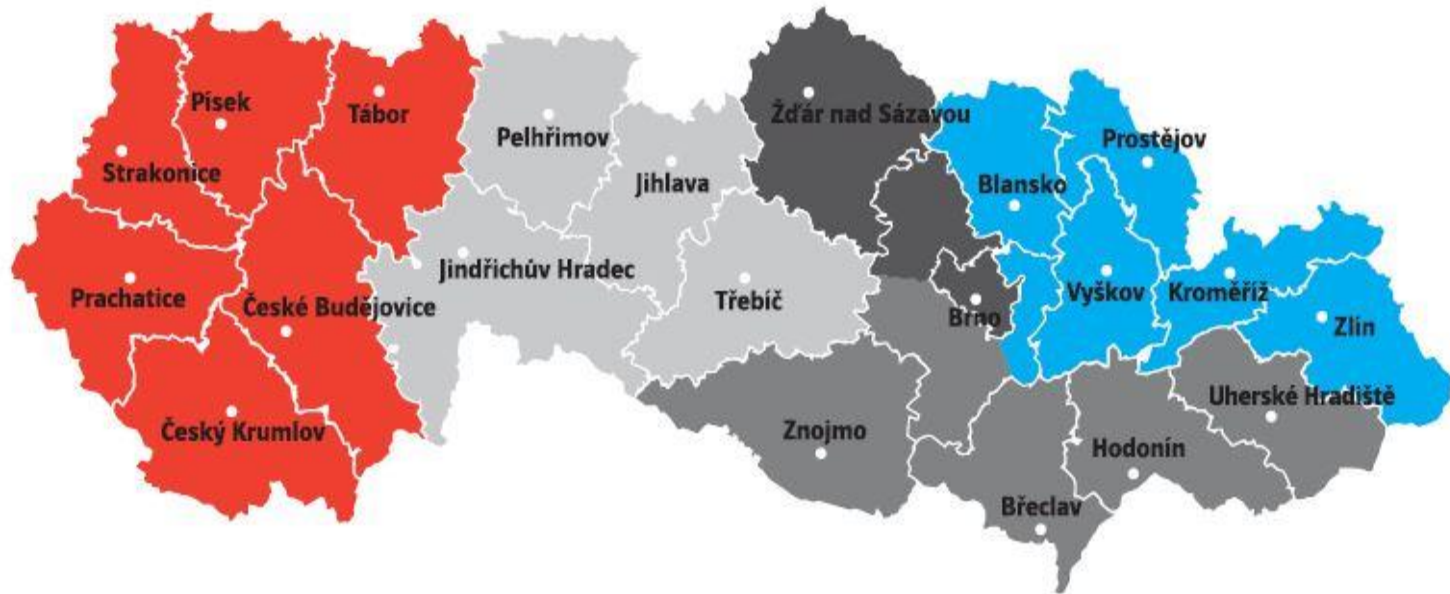 Písek
Tábor
Strakonice
Pelhřimov
Jihlava
Žďár nad Sázavou
Prostějov
Blansko
Prachatice
České Budějovice
Jindřichův Hradec
Třebíč
Brno
Vyškov
Kroměříž
Zlín
Český Krumlov
Znojmo
Uherské Hradiště
Hodonín
Břeclav